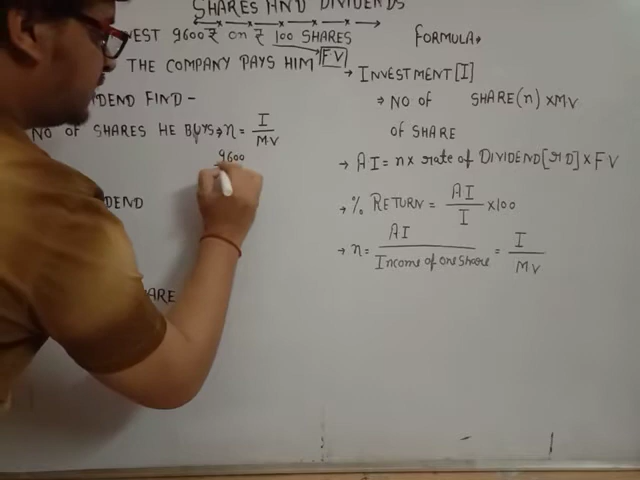 SHARES AND DIVIDENDS
VEST 9600₹ on ₹ 100 SHARES
THE COMPANY PAYS HIM FV
DEND FIND -
NO OF SHARES HE BUYS → n = I / MV
9600
DEND
ARE
FORMULA
→ INVESTMENT[I]
→ NO OF SHARE(n) × MV
OF SHARE
→ AI = n × rate of DIVIDEND[rD] × FV
→ % RETURN = AI / I × 100
→ n = AI / Income of one share = I / MV